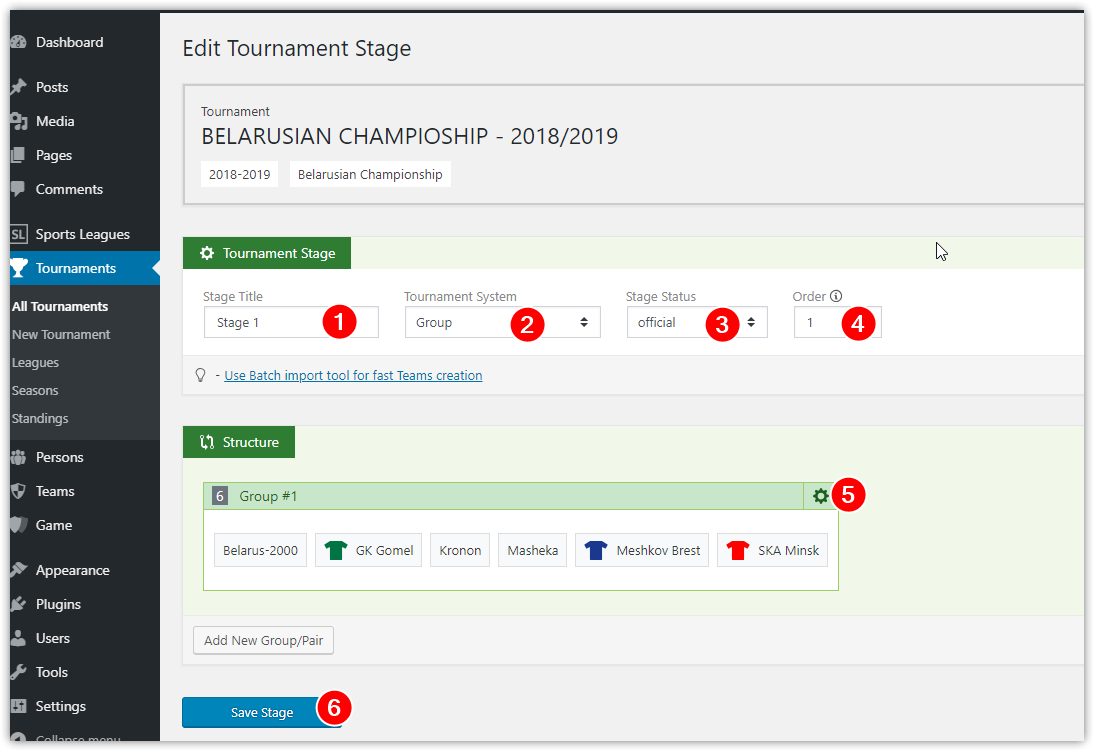 Dashboard
Posts
Media
Pages
Comments
SL Sports Leagues
Tournaments
All Tournaments
New Tournament
Leagues
Seasons
Standings
Persons
Teams
Game
Appearance
Plugins
Users
Tools
Settings
Collapse menu
Edit Tournament Stage
Tournament
BELARUSIAN CHAMPIOSHIP - 2018/2019
2018-2019 Belarusian Championship
Tournament Stage
Stage Title Tournament System Stage Status Order
Stage 1 1 Group 2 official 3 1 4
- Use Batch import tool for fast Teams creation
Structure
6 Group #1 5
Belarus-2000 GK Gomel Kronon Masheka Meshkov Brest SKA Minsk
Add New Group/Pair
Save Stage 6